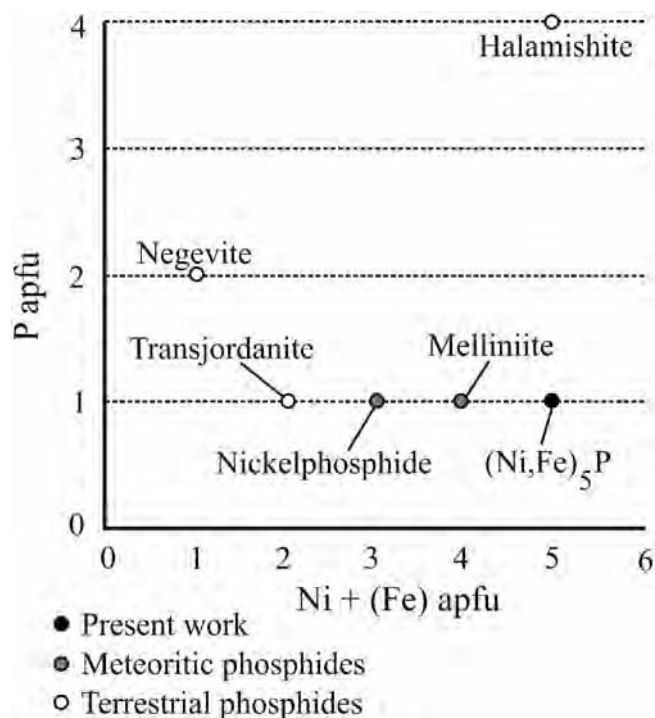 4
Halamishite
3
Negevite
2
Transjordanite
Melliniite
1
Nickelphosphide
(Ni,Fe)5P
0
0 1 2 3 4 5 6
P apfu
Ni + (Fe) apfu
Present work
Meteoritic phosphides
Terrestrial phosphides